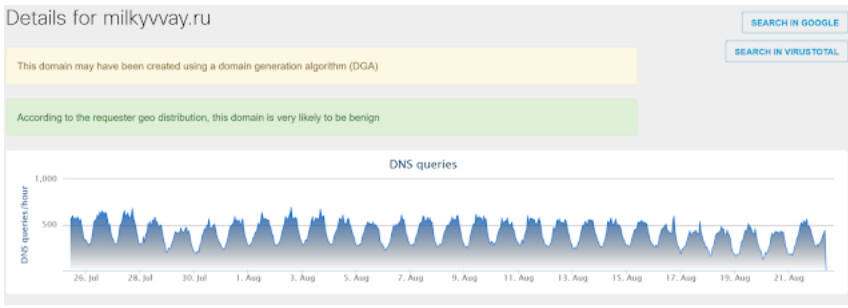 Details for milkyvvay.ru
SEARCH IN GOOGLE
SEARCH IN VIRUSTOTAL
This domain may have been created using a domain generation algorithm (DGA)
According to the requester geo distribution, this domain is very likely to be benign
DNS queries
DNS queries/hour
1,000
500
26. Jul 28. Jul 30. Jul 1. Aug 3. Aug 5. Aug 7. Aug 9. Aug 11. Aug 13. Aug 15. Aug 17. Aug 19. Aug 21. Aug